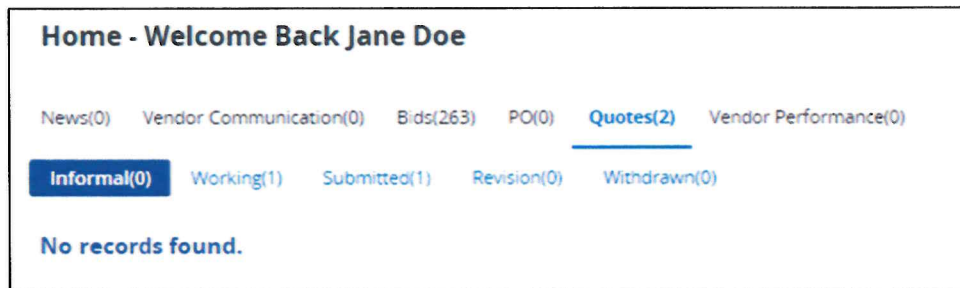 Home - Welcome Back Jane Doe
News(0) Vendor Communication(0) Bids(263) PO(0) Quotes(2) Vendor Performance(0)
Informal(0) Working(1) Submitted(1) Revision(0) Withdrawn(0)
No records found.